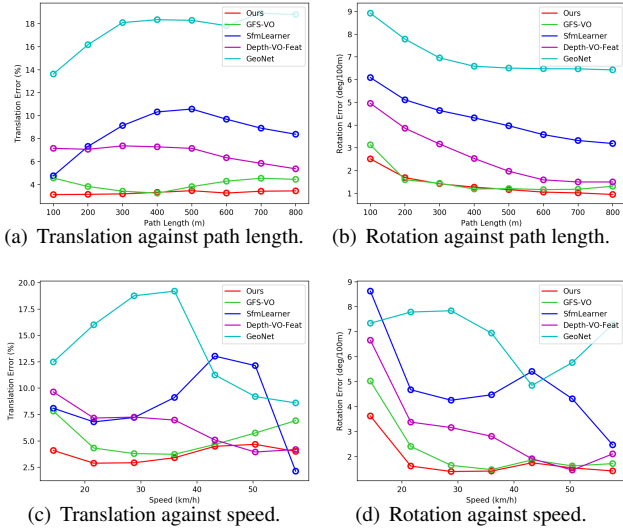 Ours
GFS-VO
SfmLearner
Depth-VO-Feat
GeoNet
18
16
14
12
10
8
6
4
Translation Error (%)
100 200 300 400 500 600 700 800
Path Length (m)
(a) Translation against path length.
Ours
GFS-VO
SfmLearner
Depth-VO-Feat
GeoNet
9
8
7
6
5
4
3
2
1
Rotation Error (deg/100m)
100 200 300 400 500 600 700 800
Path Length (m)
(b) Rotation against path length.
Ours
GFS-VO
SfmLearner
Depth-VO-Feat
GeoNet
20.0
17.5
15.0
12.5
10.0
7.5
5.0
2.5
Translation Error (%)
20 30 40 50
Speed (km/h)
(c) Translation against speed.
Ours
GFS-VO
SfmLearner
Depth-VO-Feat
GeoNet
9
8
7
6
5
4
3
2
Rotation Error (deg/100m)
20 30 40 50
Speed (km/h)
(d) Rotation against speed.